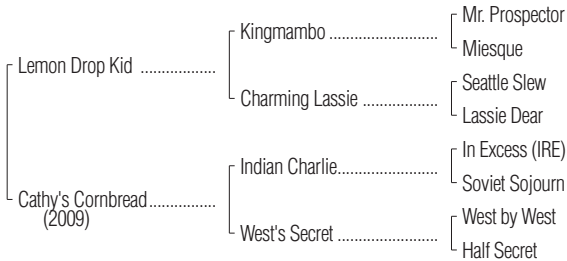 Mr. Prospector
Kingmambo ....................
Miesque
Lemon Drop Kid ..............
Seattle Slew
Charming Lassie ..............
Lassie Dear
In Excess (IRE)
Indian Charlie...................
Soviet Sojourn
Cathy's Cornbread............
(2009)
West by West
West's Secret ..................
Half Secret